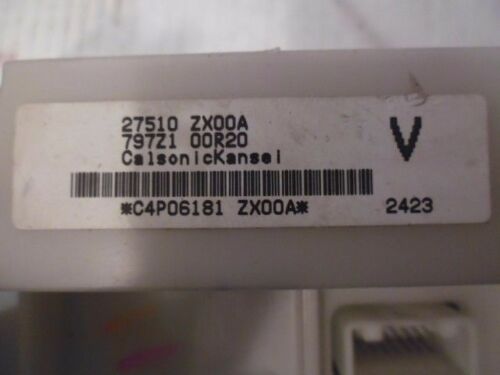 27510 ZX00A
797Z1 00R20
CalsonicKansei
V
*C4P06181 ZX00A*
2423